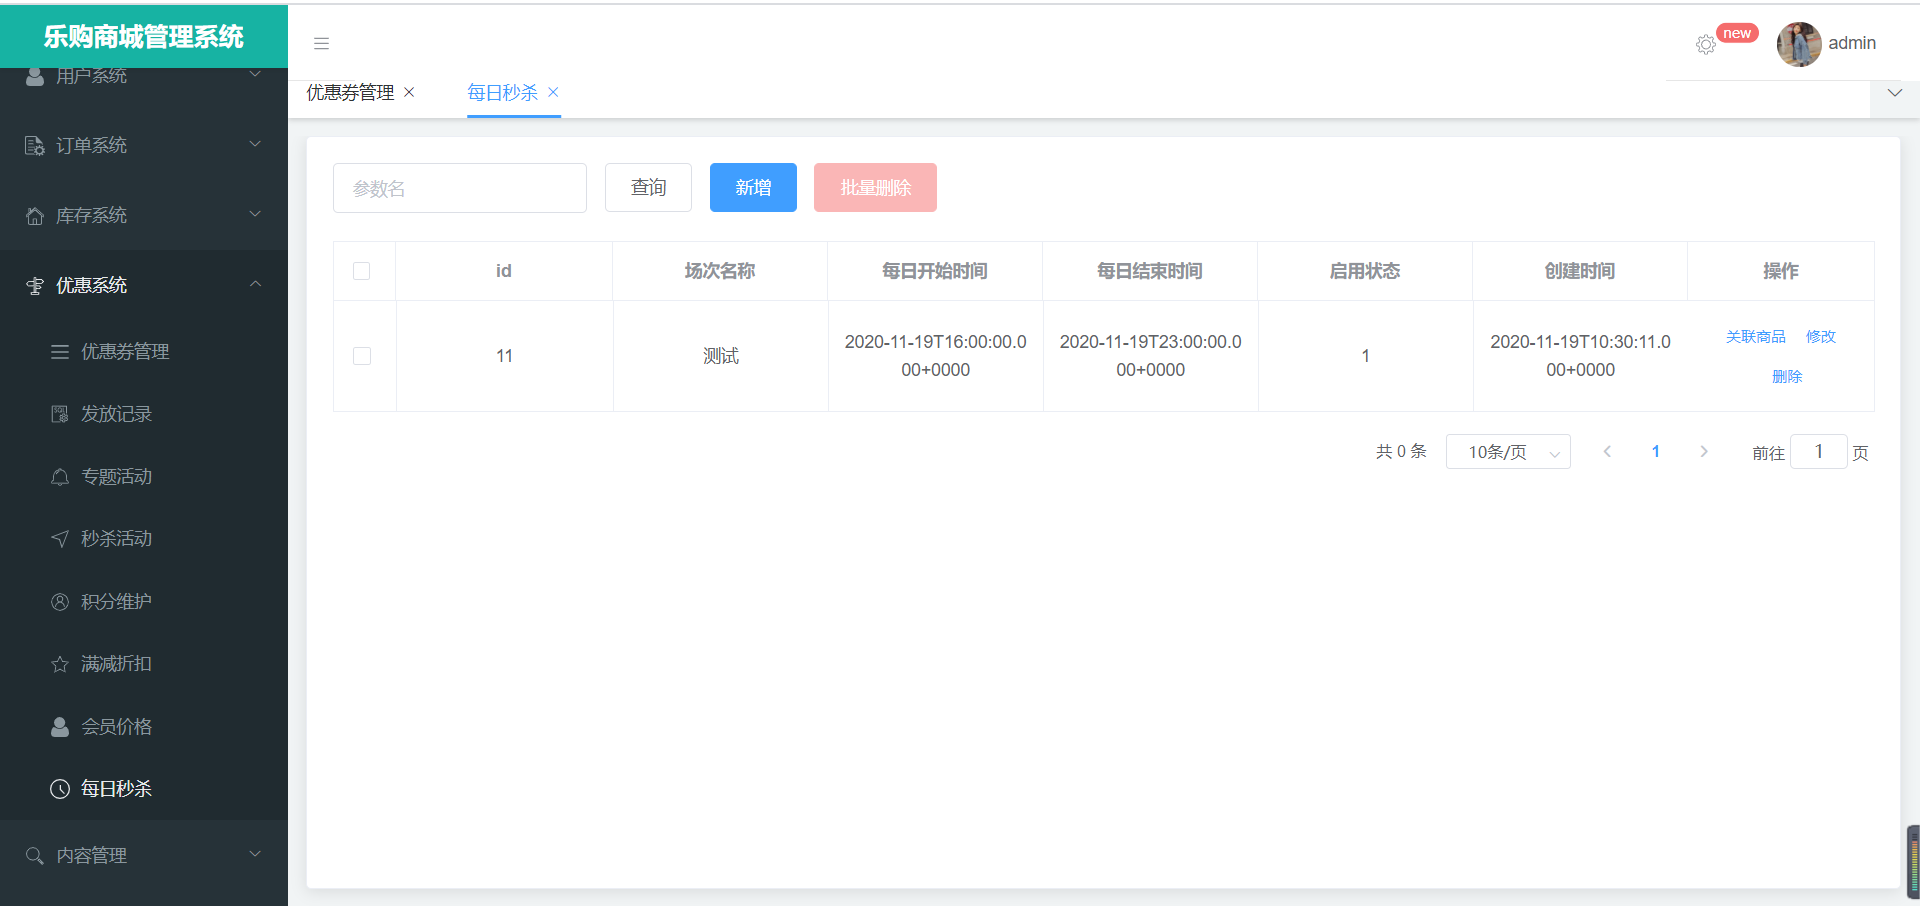 乐购商城管理系统
new
admin
用户系统
优惠券管理
每日秒杀
订单系统
参数名
查询
新增
批量删除
库存系统
id
场次名称
每日开始时间
每日结束时间
启用状态
创建时间
操作
优惠系统
11
测试
2020-11-19T16:00:00.0
00+0000
2020-11-19T23:00:00.0
00+0000
1
2020-11-19T10:30:11.0
00+0000
关联商品 修改
删除
优惠券管理
发放记录
共 0 条
10条/页
1
前往 1 页
专题活动
秒杀活动
积分维护
满减折扣
会员价格
每日秒杀
内容管理